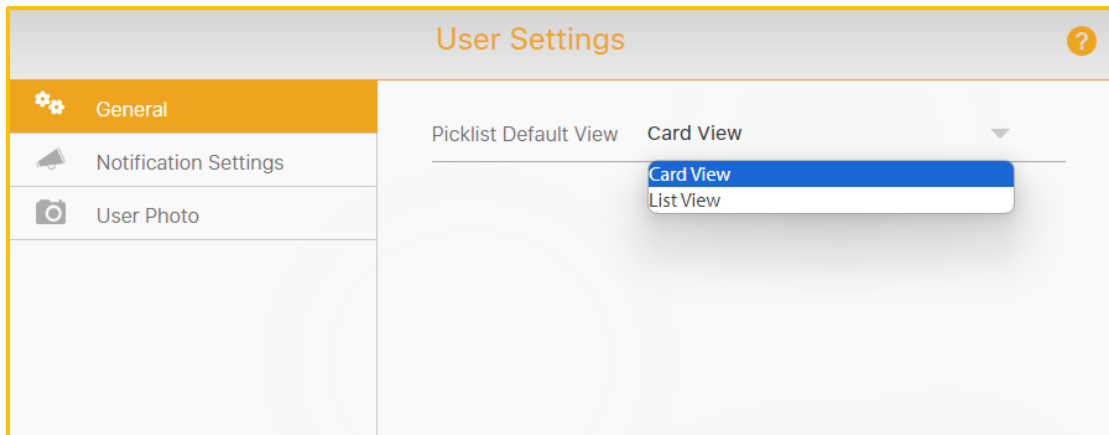 User Settings
?
General
Notification Settings
User Photo
Picklist Default View Card View
Card View
List View